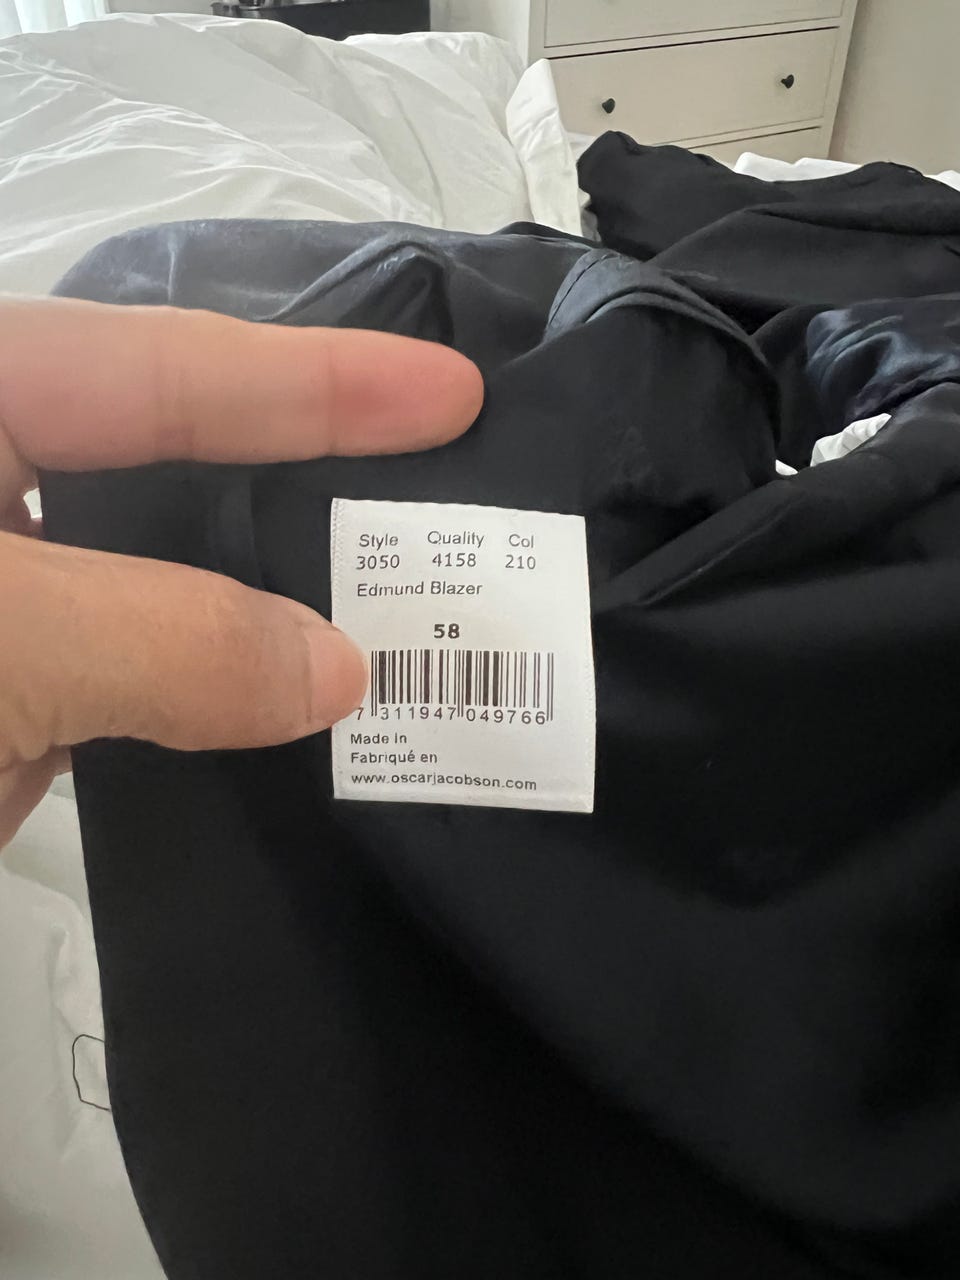 Style Quality Col
3050 4158 210
Edmund Blazer
58
7 311947 049766
Made in
Fabriqué en
www.oscarjacobson.com